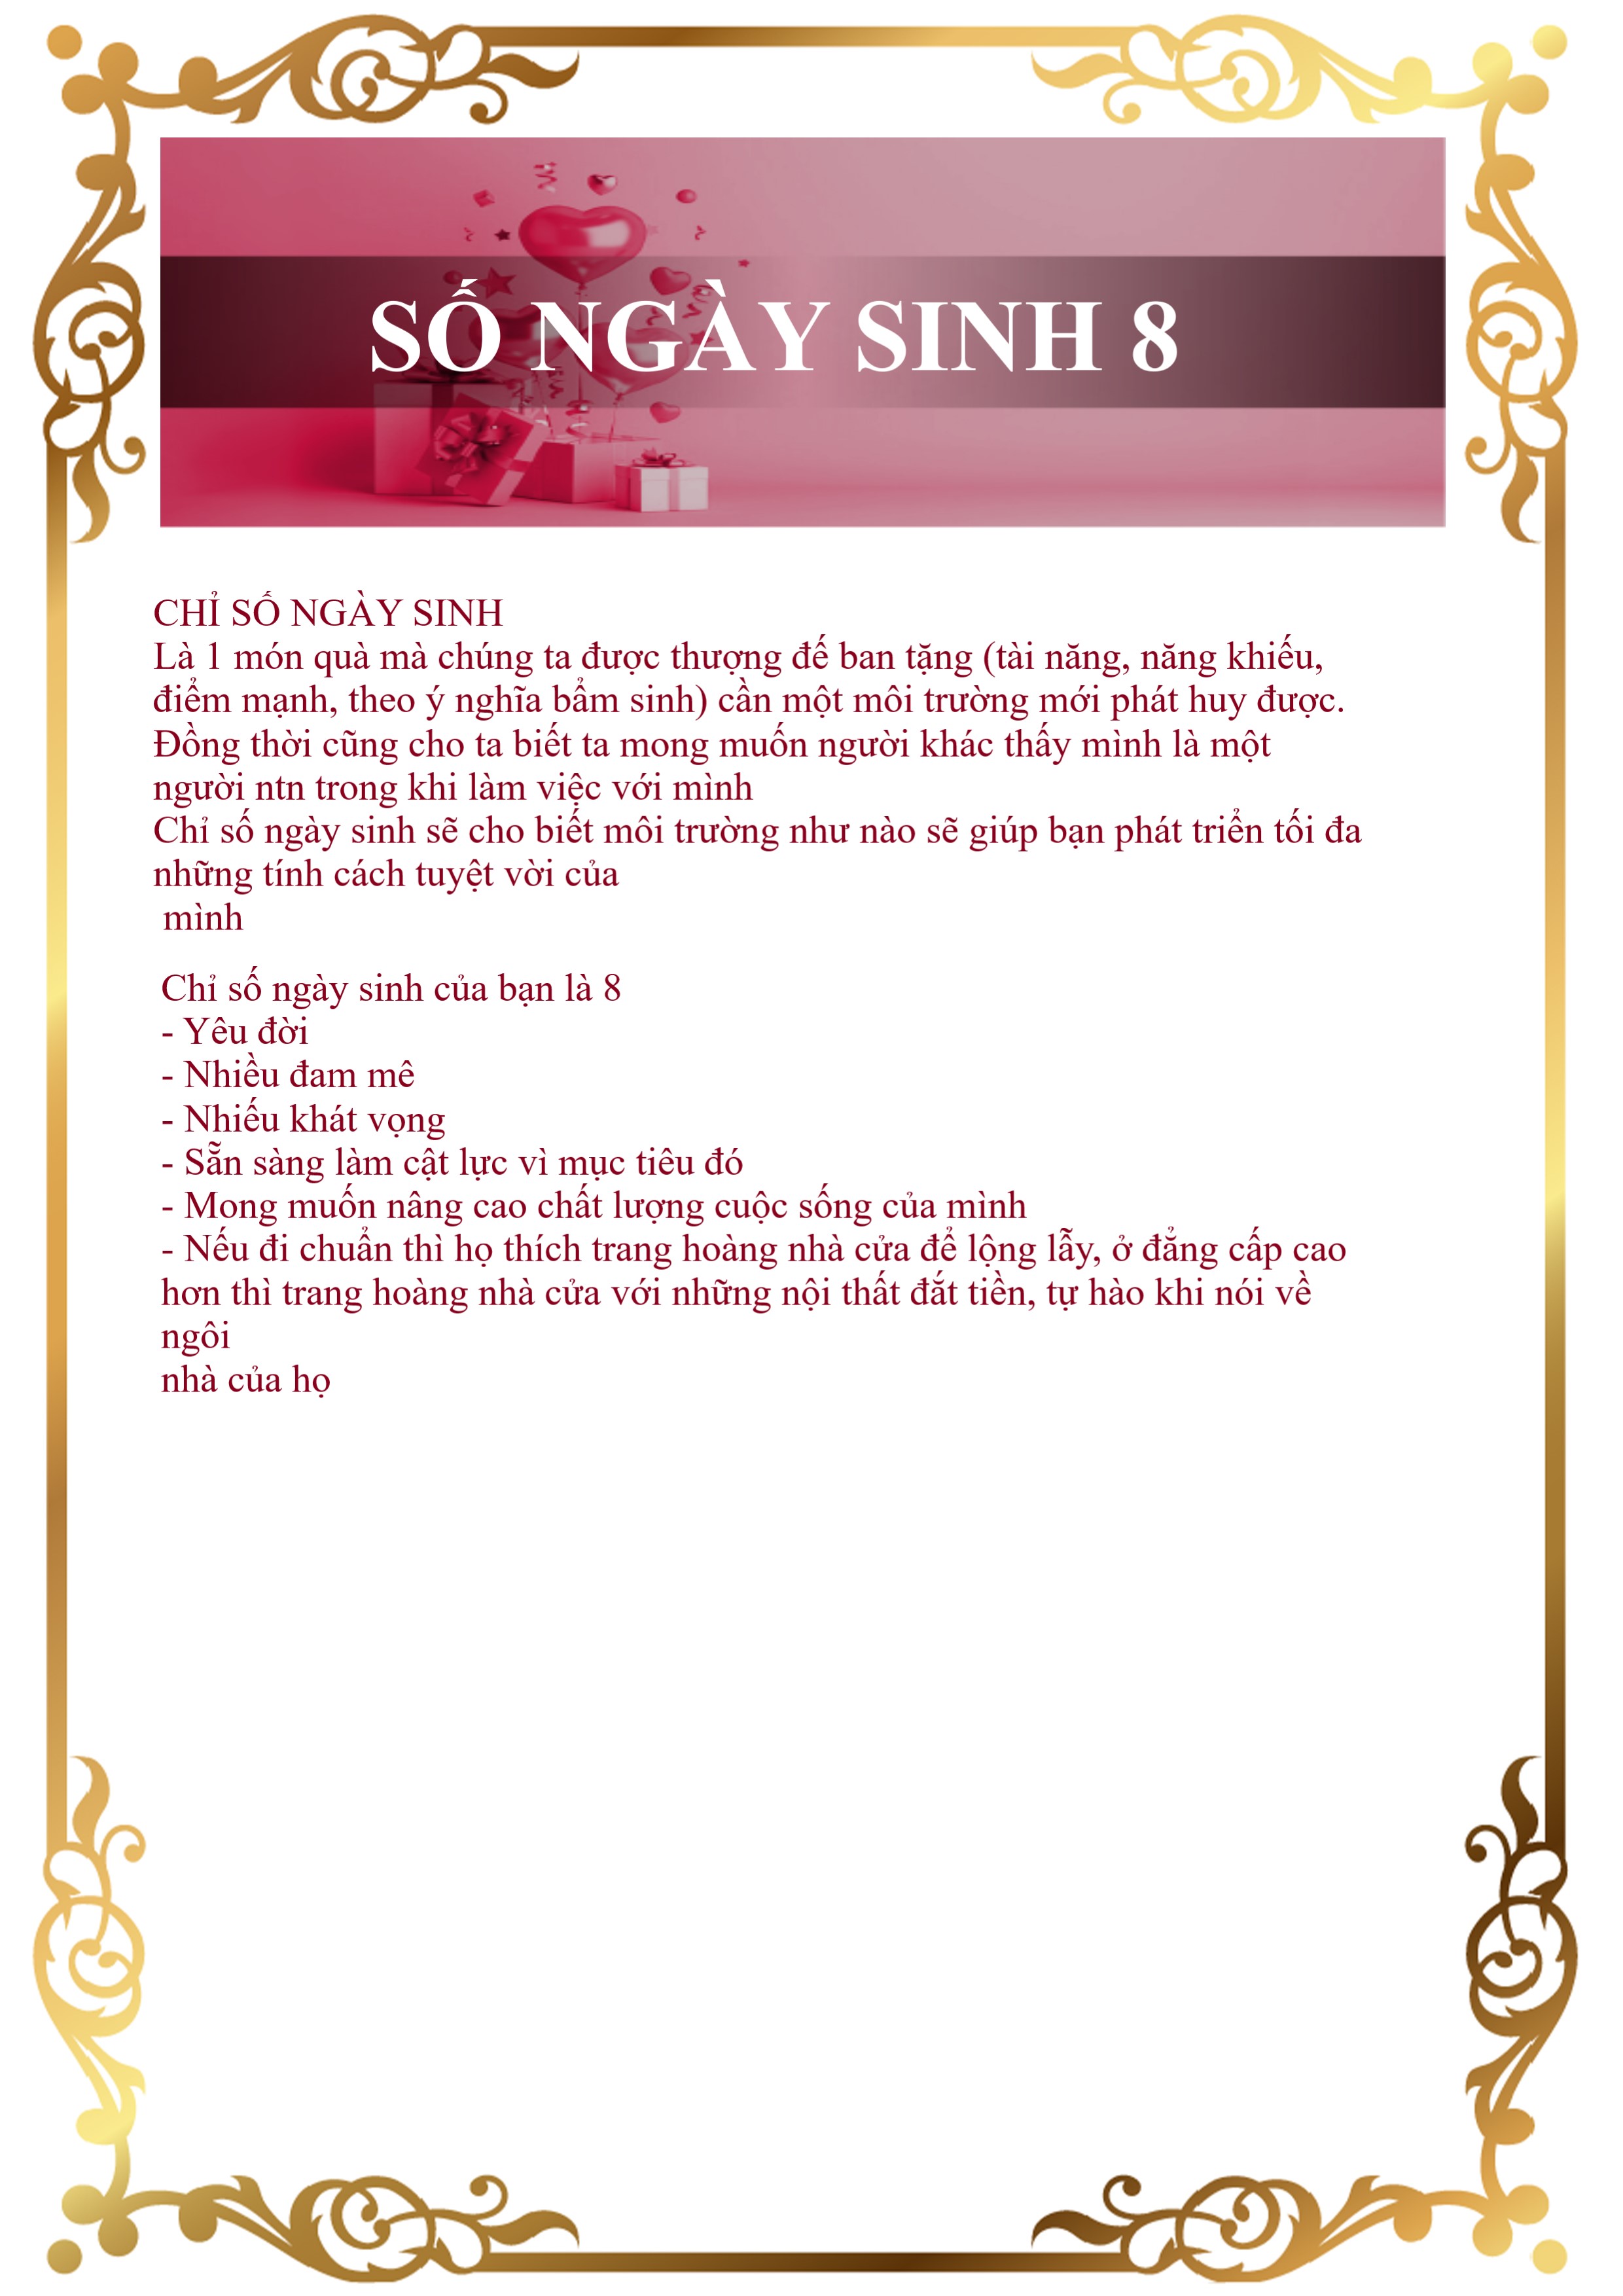 SỐ NGÀY SINH 8
CHỈ SỐ NGÀY SINH
Là 1 món quà mà chúng ta được thượng đế ban tặng (tài năng, năng khiếu,
điểm mạnh, theo ý nghĩa bẩm sinh) cần một môi trường mới phát huy được.
Đồng thời cũng cho ta biết ta mong muốn người khác thấy mình là một
người ntn trong khi làm việc với mình
Chỉ số ngày sinh sẽ cho biết môi trường như nào sẽ giúp bạn phát triển tối đa
những tính cách tuyệt vời của
mình
Chỉ số ngày sinh của bạn là 8
- Yêu đời
- Nhiều đam mê
- Nhiếu khát vọng
- Sẵn sàng làm cật lực vì mục tiêu đó
- Mong muốn nâng cao chất lượng cuộc sống của mình
- Nếu đi chuẩn thì họ thích trang hoàng nhà cửa để lộng lẫy, ở đẳng cấp cao
hơn thì trang hoàng nhà cửa với những nội thất đắt tiền, tự hào khi nói về
ngôi
nhà của họ